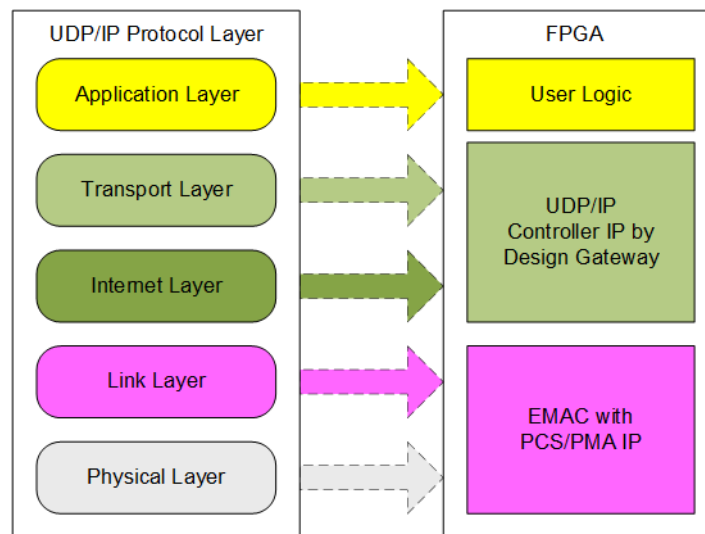 UDP/IP Protocol Layer
Application Layer
Transport Layer
Internet Layer
Link Layer
Physical Layer
FPGA
User Logic
UDP/IP
Controller IP by
Design Gateway
EMAC with
PCS/PMA IP